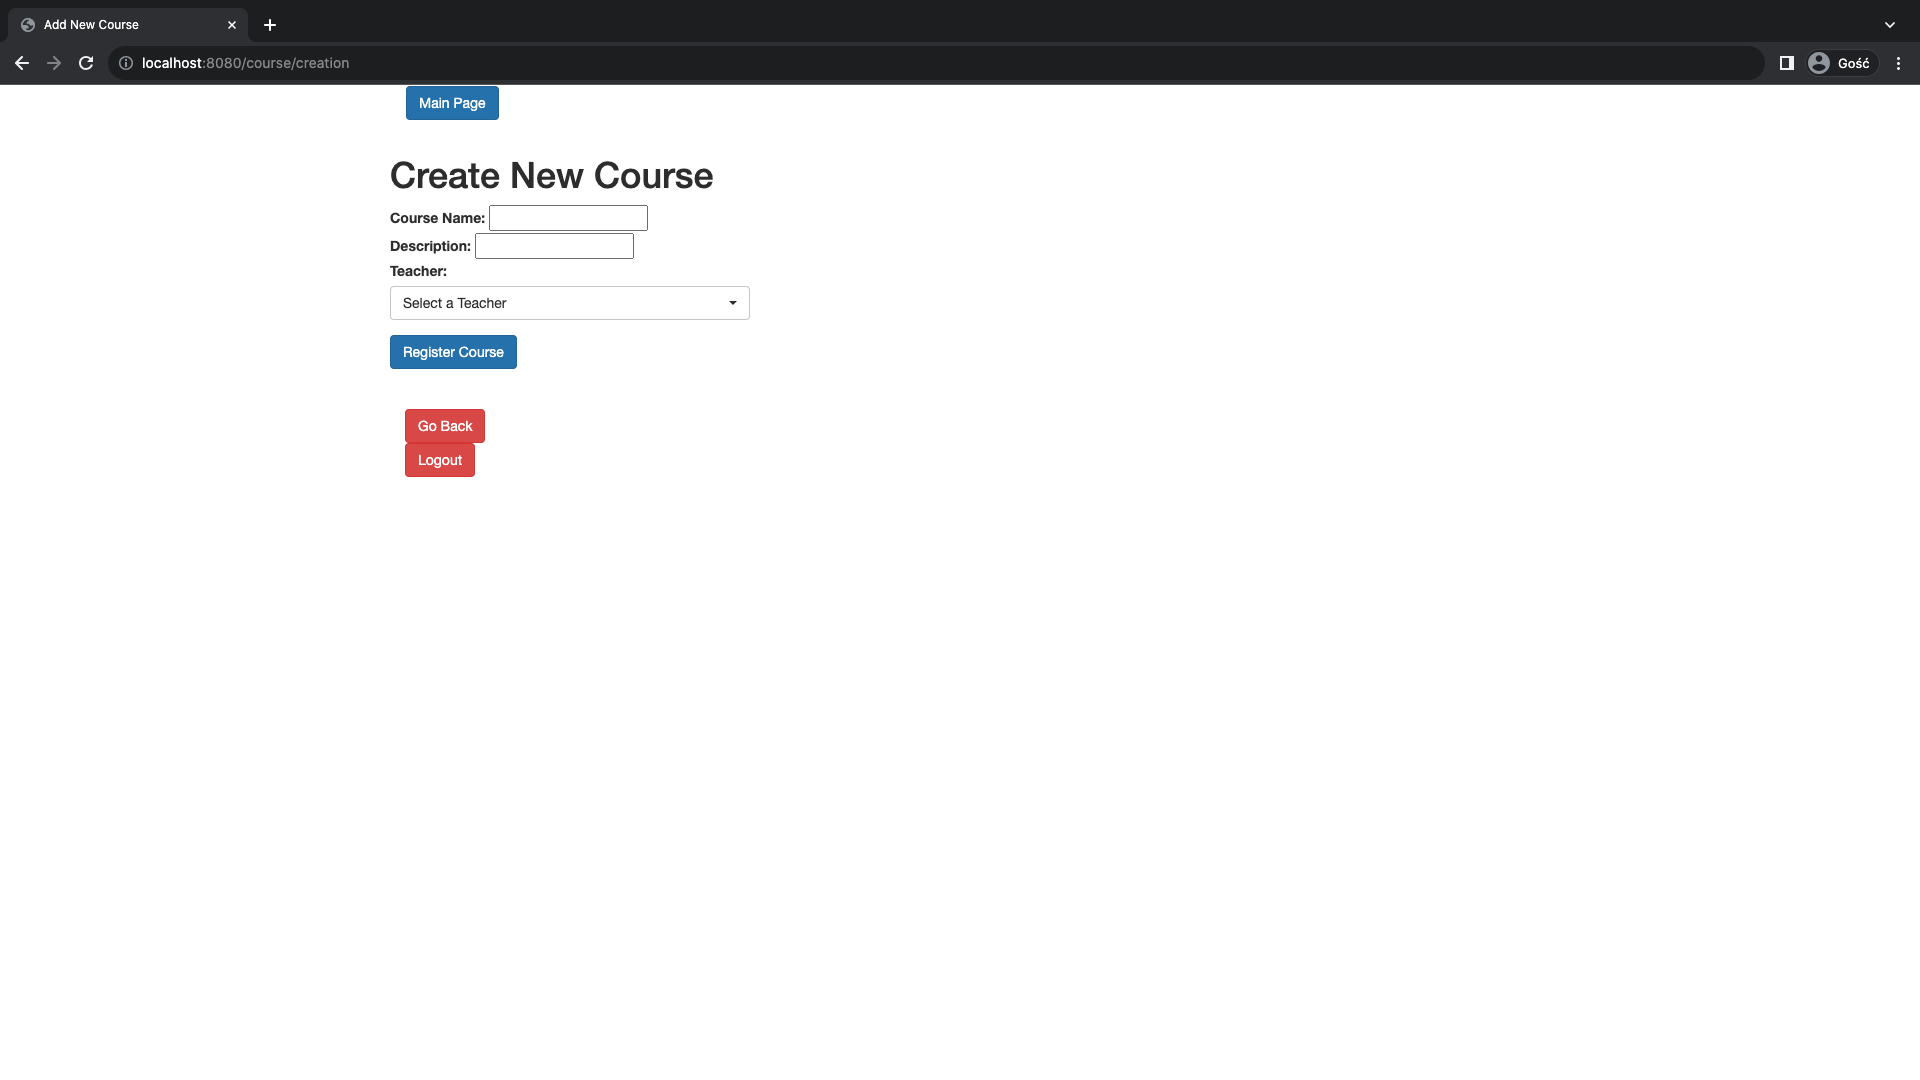 Add New Course
localhost:8080/course/creation
Gość
Main Page
Create New Course
Course Name:
Description:
Teacher:
Select a Teacher
Register Course
Go Back
Logout